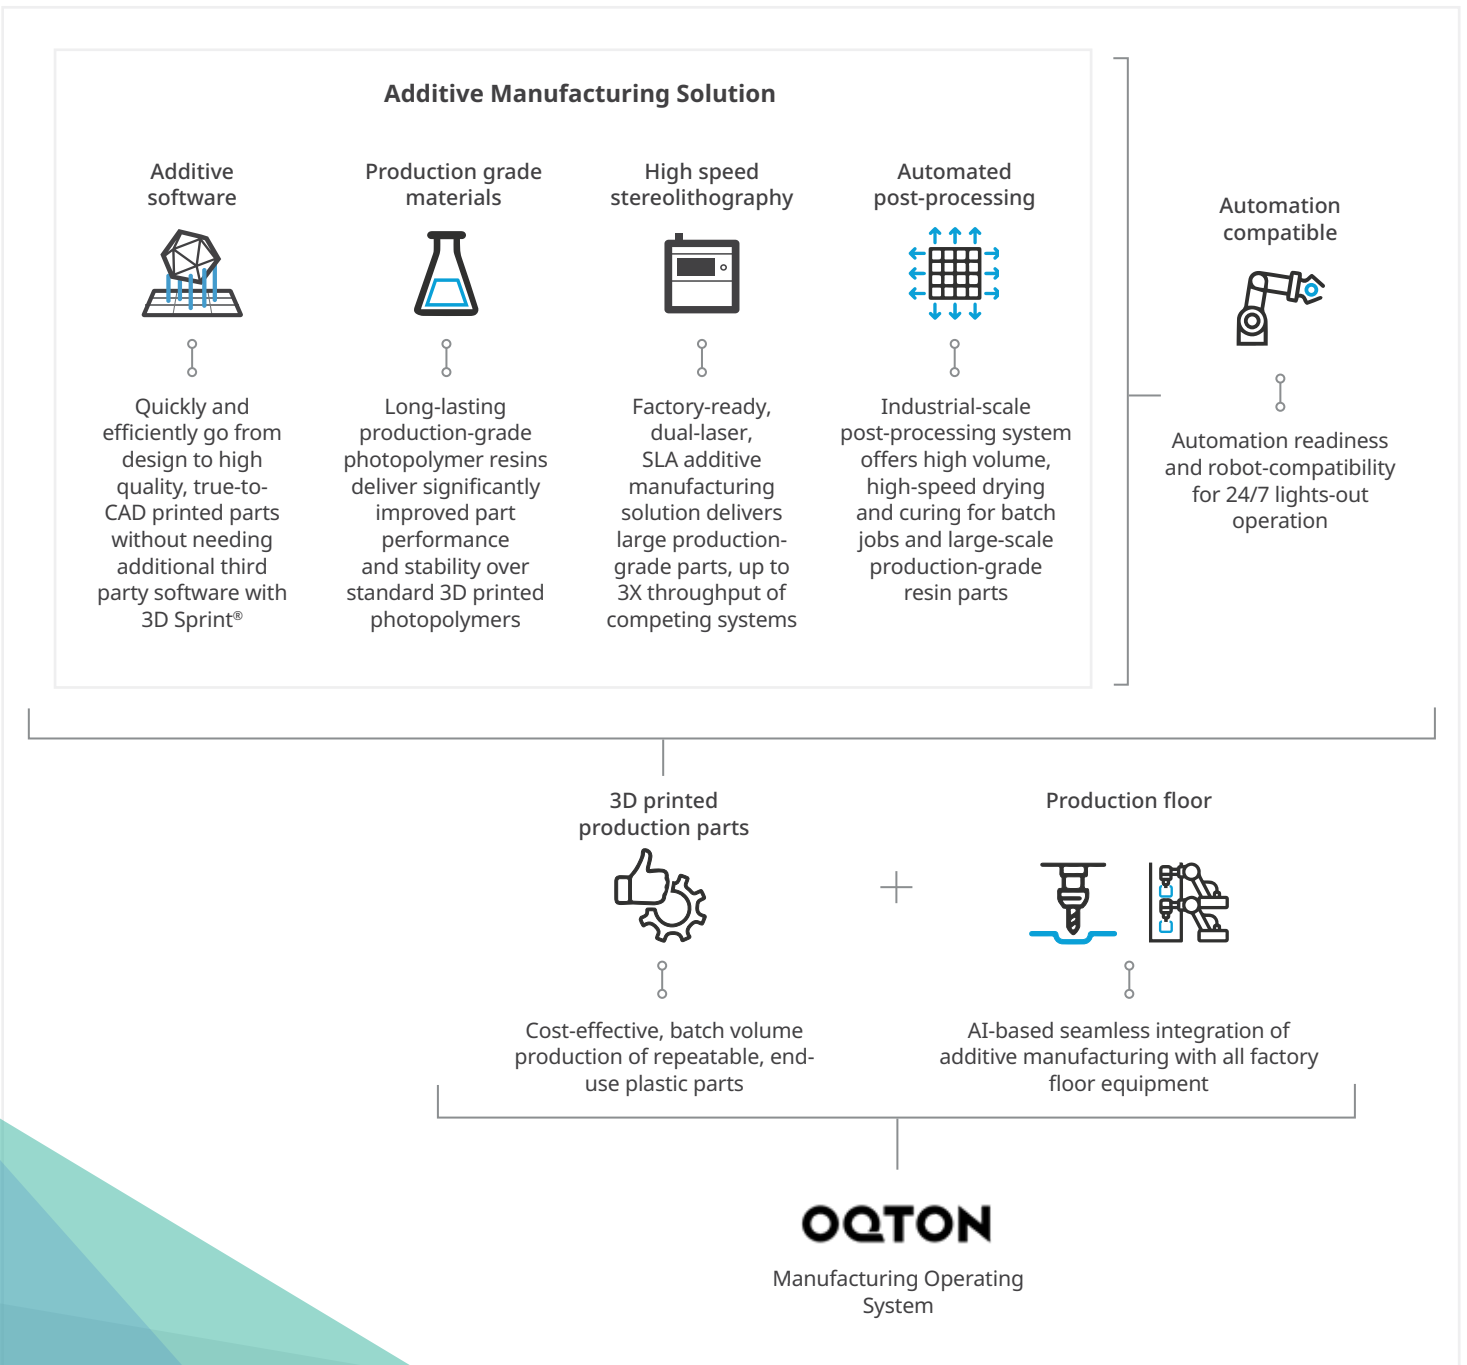 Additive Manufacturing Solution
Additive
software
Quickly and
efficiently go from
design to high
quality, true-to-
CAD printed parts
without needing
additional third
party software with
3D Sprint®
Production grade
materials
Long-lasting
production-grade
photopolymer resins
deliver significantly
improved part
performance
and stability over
standard 3D printed
photopolymers
High speed
stereolithography
Factory-ready,
dual-laser,
SLA additive
manufacturing
solution delivers
large production-
grade parts, up to
3X throughput of
competing systems
Automated
post-processing
Industrial-scale
post-processing system
offers high volume,
high-speed drying
and curing for batch
jobs and large-scale
production-grade
resin parts
Automation
compatible
Automation readiness
and robot-compatibility
for 24/7 lights-out
operation
3D printed
production parts
Cost-effective, batch volume
production of repeatable, end-
use plastic parts
Production floor
AI-based seamless integration of
additive manufacturing with all factory
floor equipment
OQTON
Manufacturing Operating
System